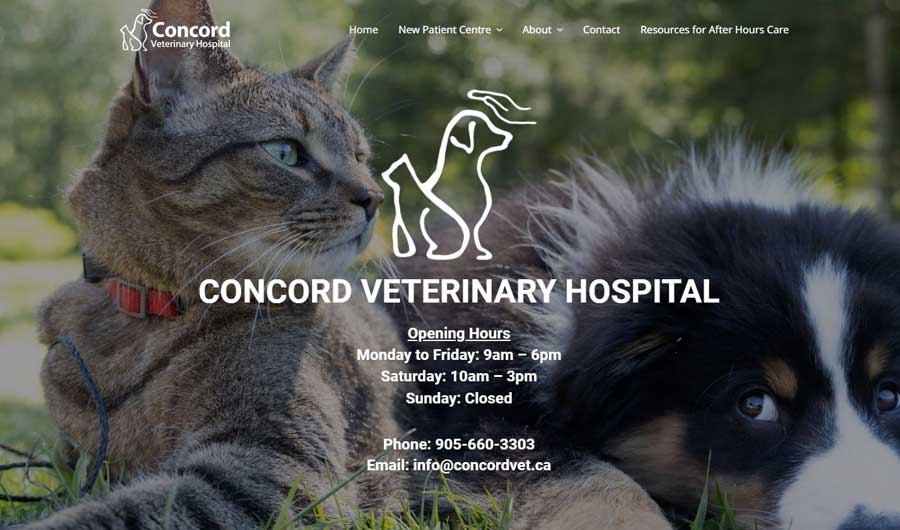 Concord
Veterinary Hospital
Home New Patient Centre About Contact Resources for After Hours Care
CONCORD VETERINARY HOSPITAL
Opening Hours
Monday to Friday: 9am – 6pm
Saturday: 10am – 3pm
Sunday: Closed
Phone: 905-660-3303
Email: info@concordvet.ca